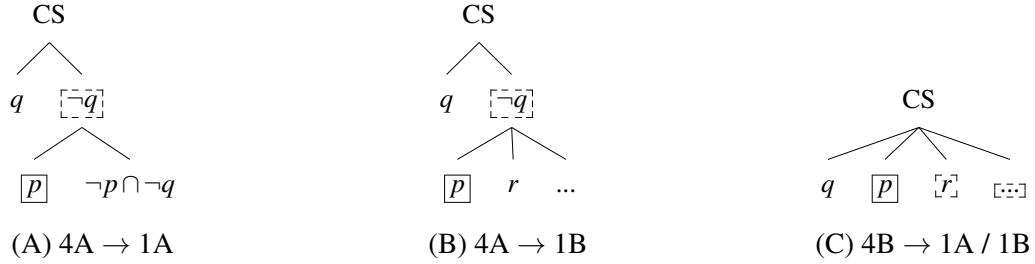 CS CS
q ¬q q ¬q CS
p ¬p∩¬q p r ... q p r ...
(A) 4A → 1A (B) 4A → 1B (C) 4B → 1A / 1B